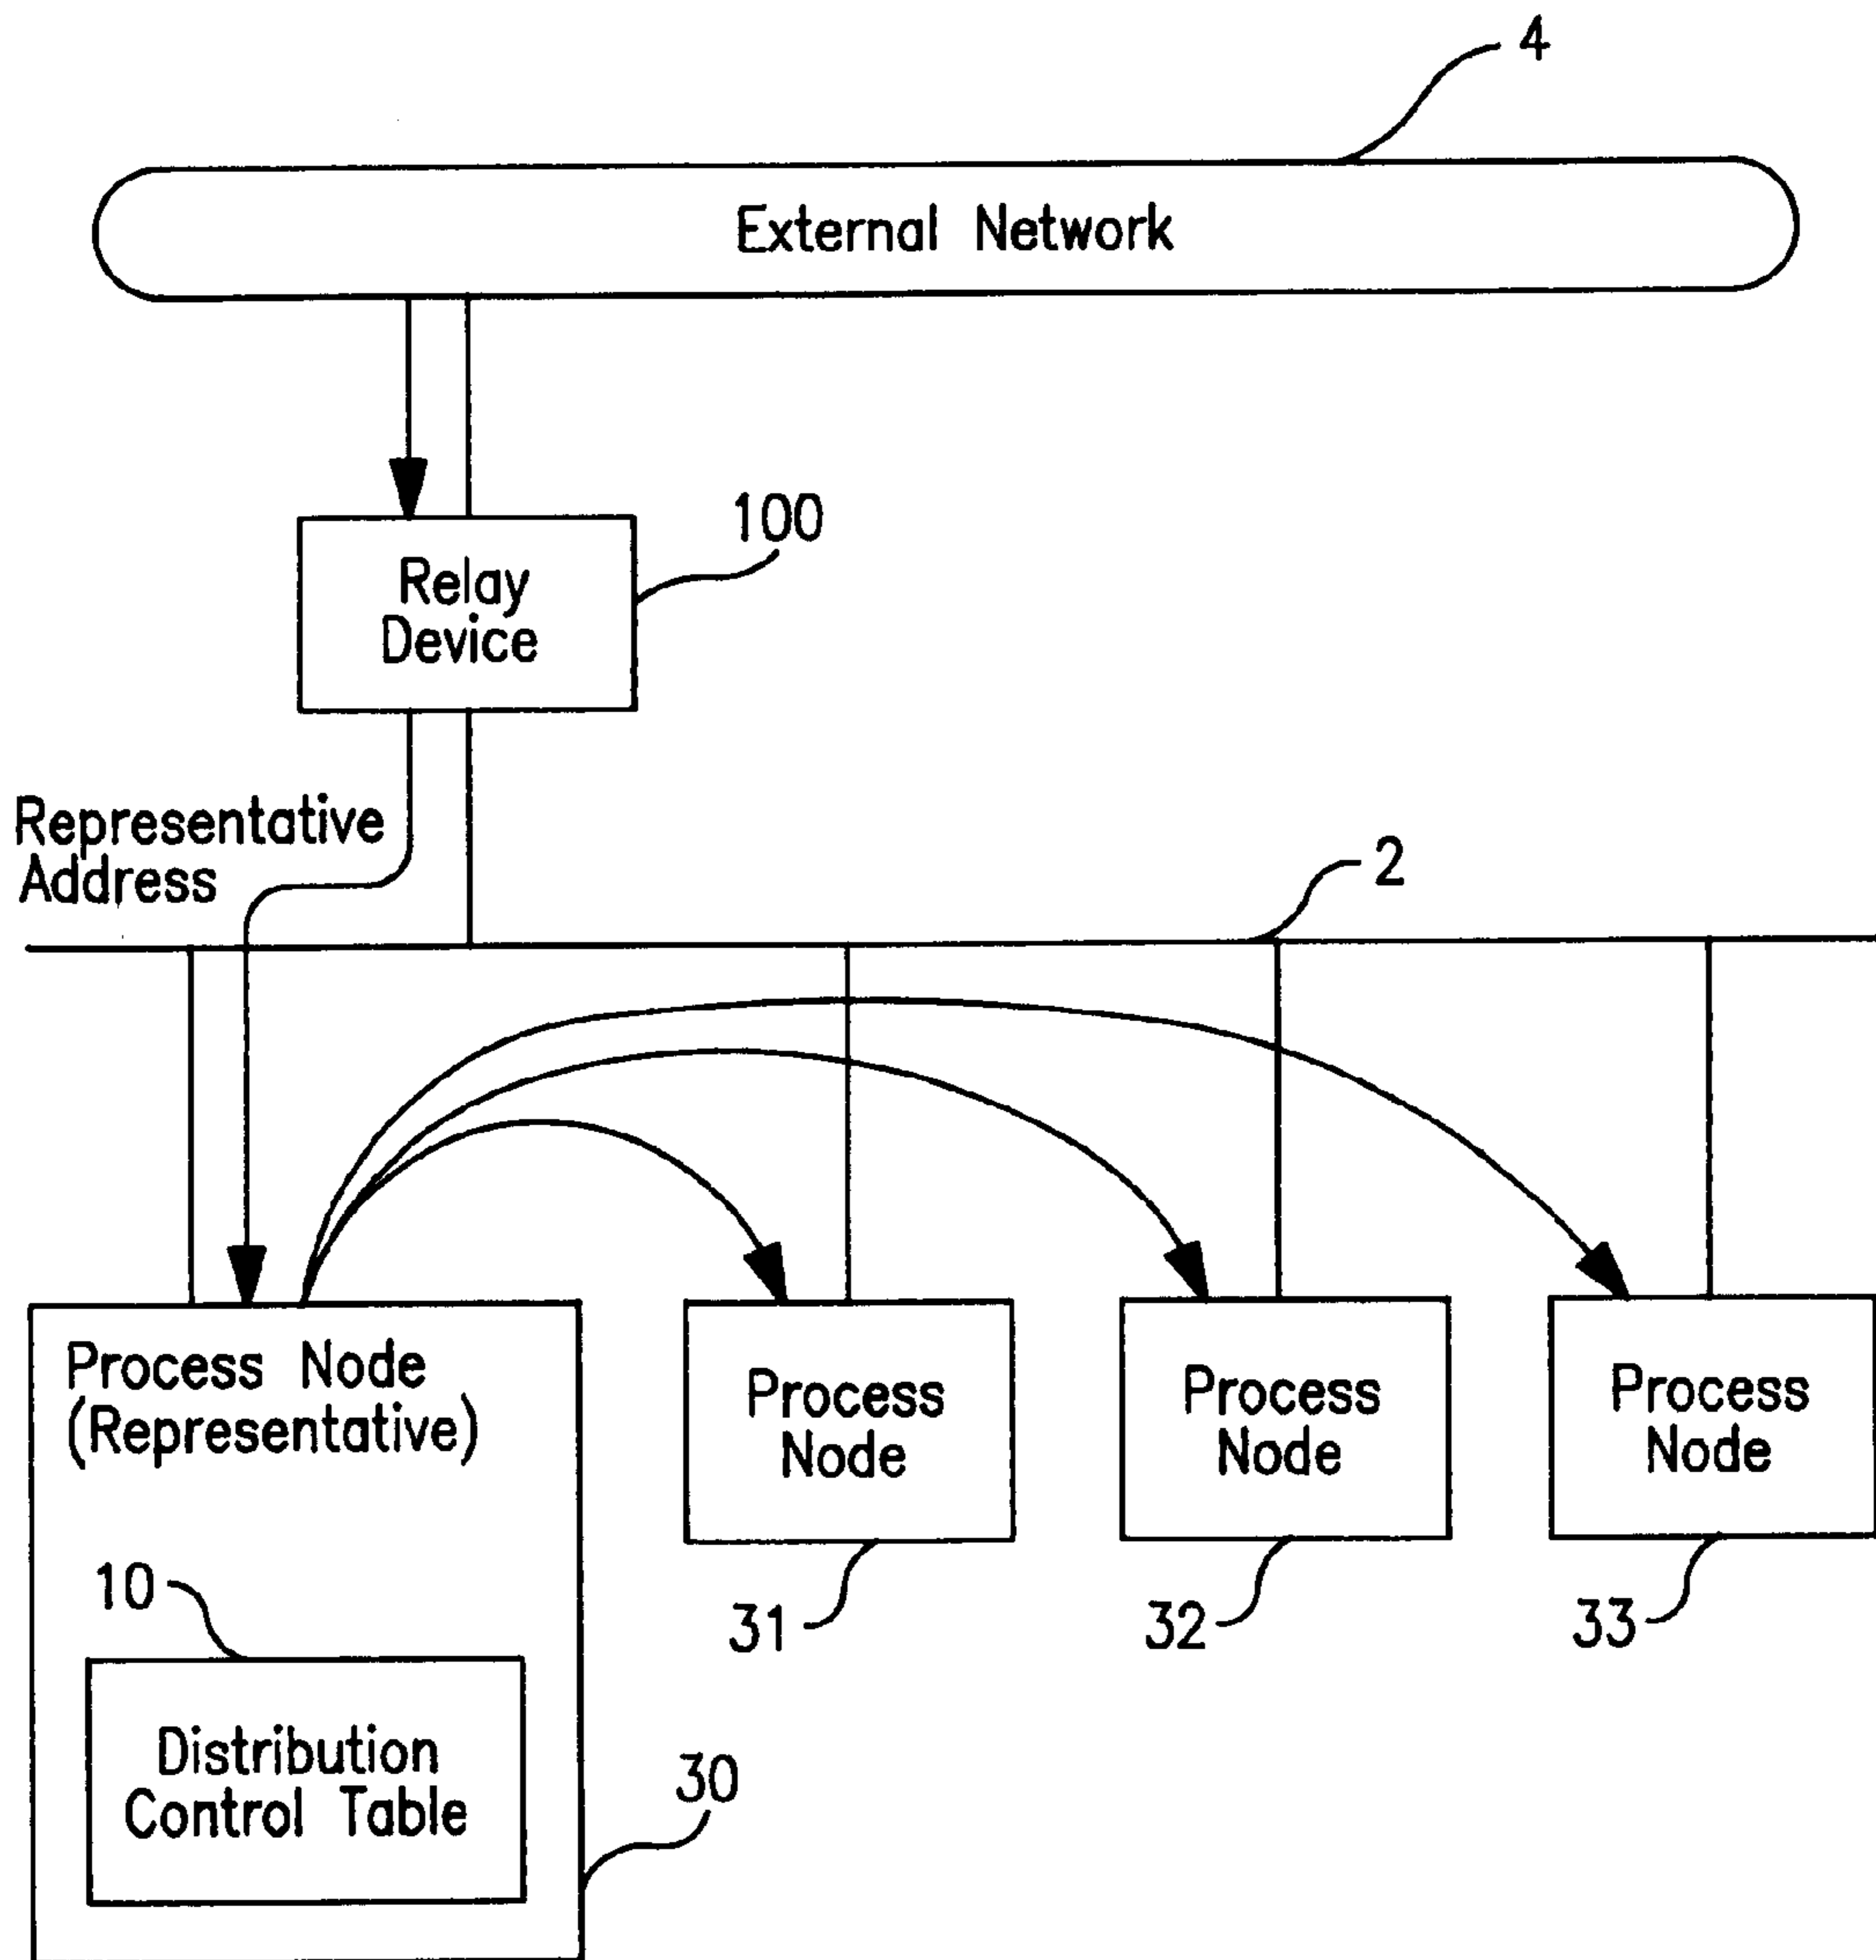 4
External Network
100
Relay
Device
Representative
Address
2
Process Node
(Representative)
Process
Node
Process
Node
Process
Node
10
31
32
33
Distribution
Control Table
30